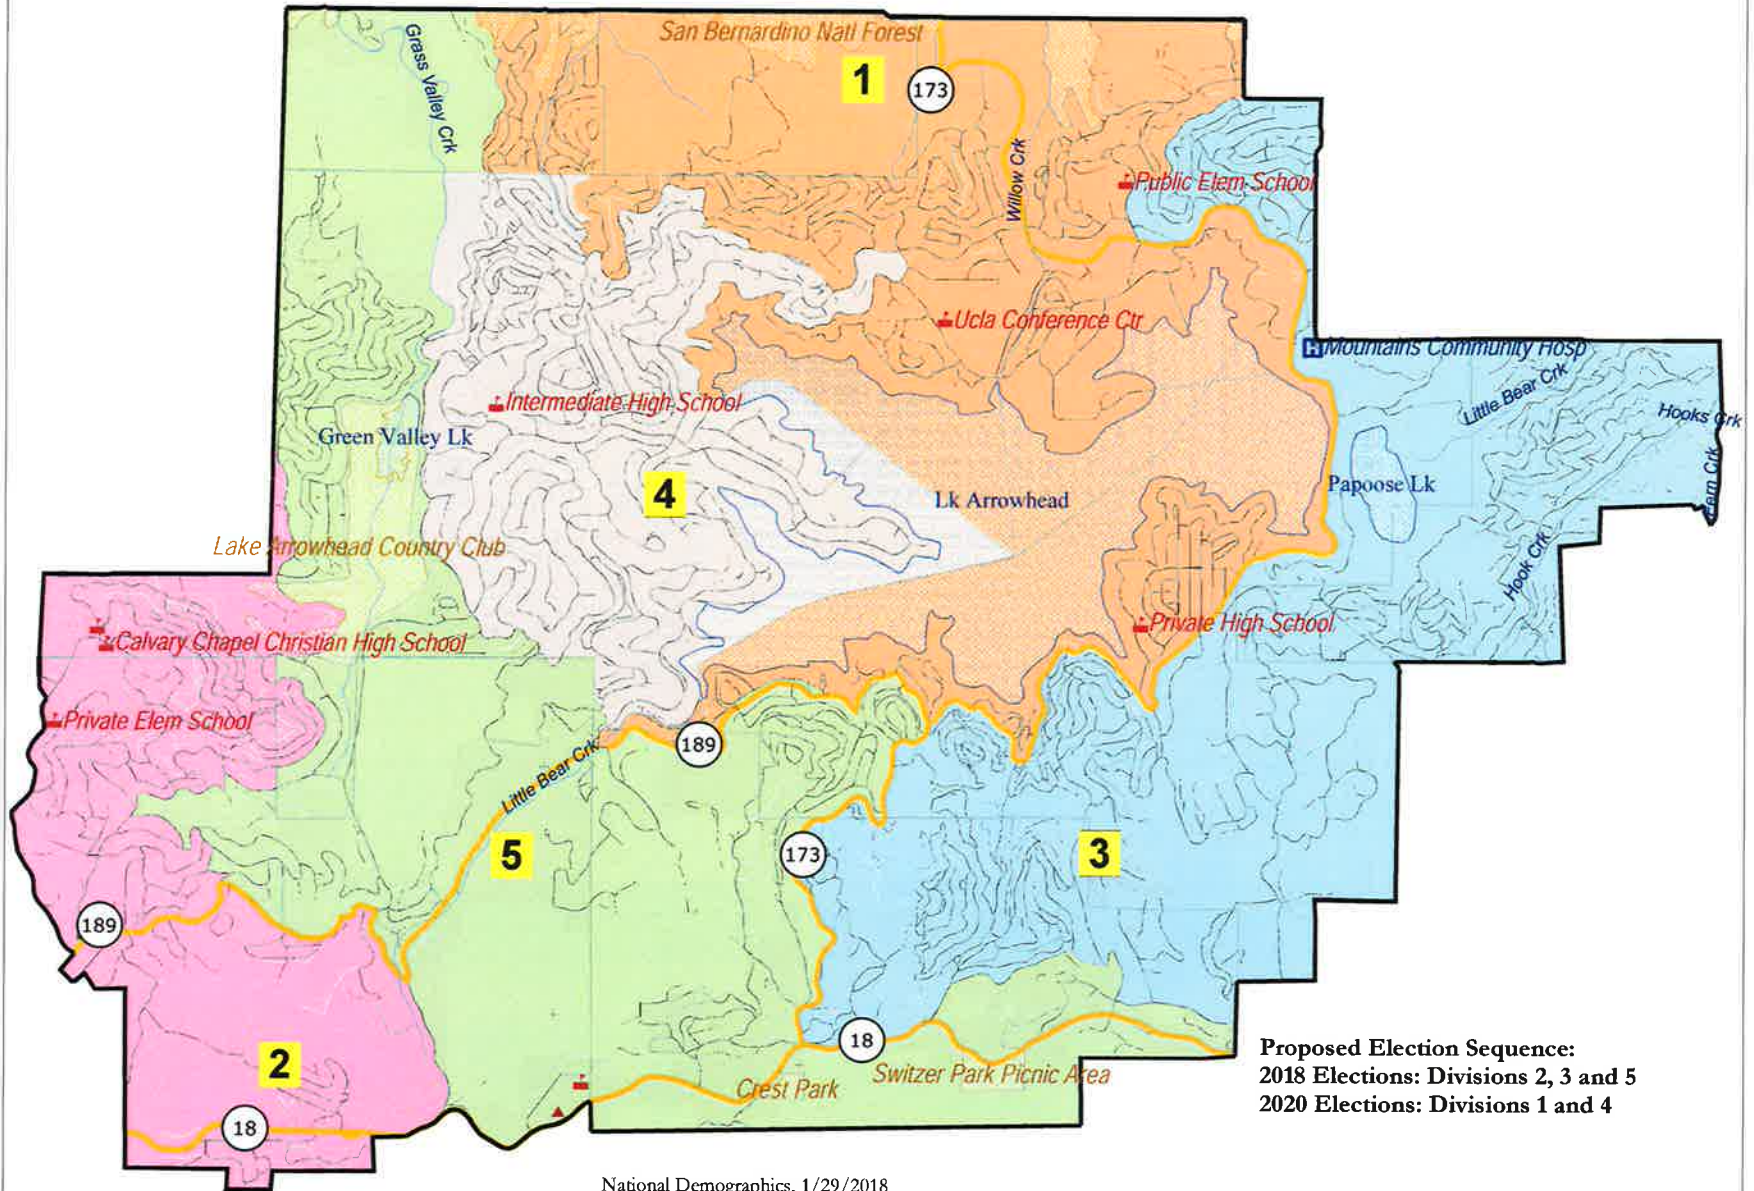 San Bernardino Natl Forest
Grass Valley Crk
1
173
Willow Crk
Public Elem School
Ucla Conference Ctr
Mountains Community Hosp
H
Little Bear Crk
Hooks Crk
Intermediate High School
Green Valley Lk
4
Lk Arrowhead
Papoose Lk
Fern Crk
Lake Arrowhead Country Club
Hook Crk
Calvary Chapel Christian High School
Private High School
Private Elem School
189
Little Bear Crk
5
173
3
189
18
2
Crest Park
Switzer Park Picnic Area
18
Proposed Election Sequence:
2018 Elections: Divisions 2, 3 and 5
2020 Elections: Divisions 1 and 4
National Demographics, 1/29/2018